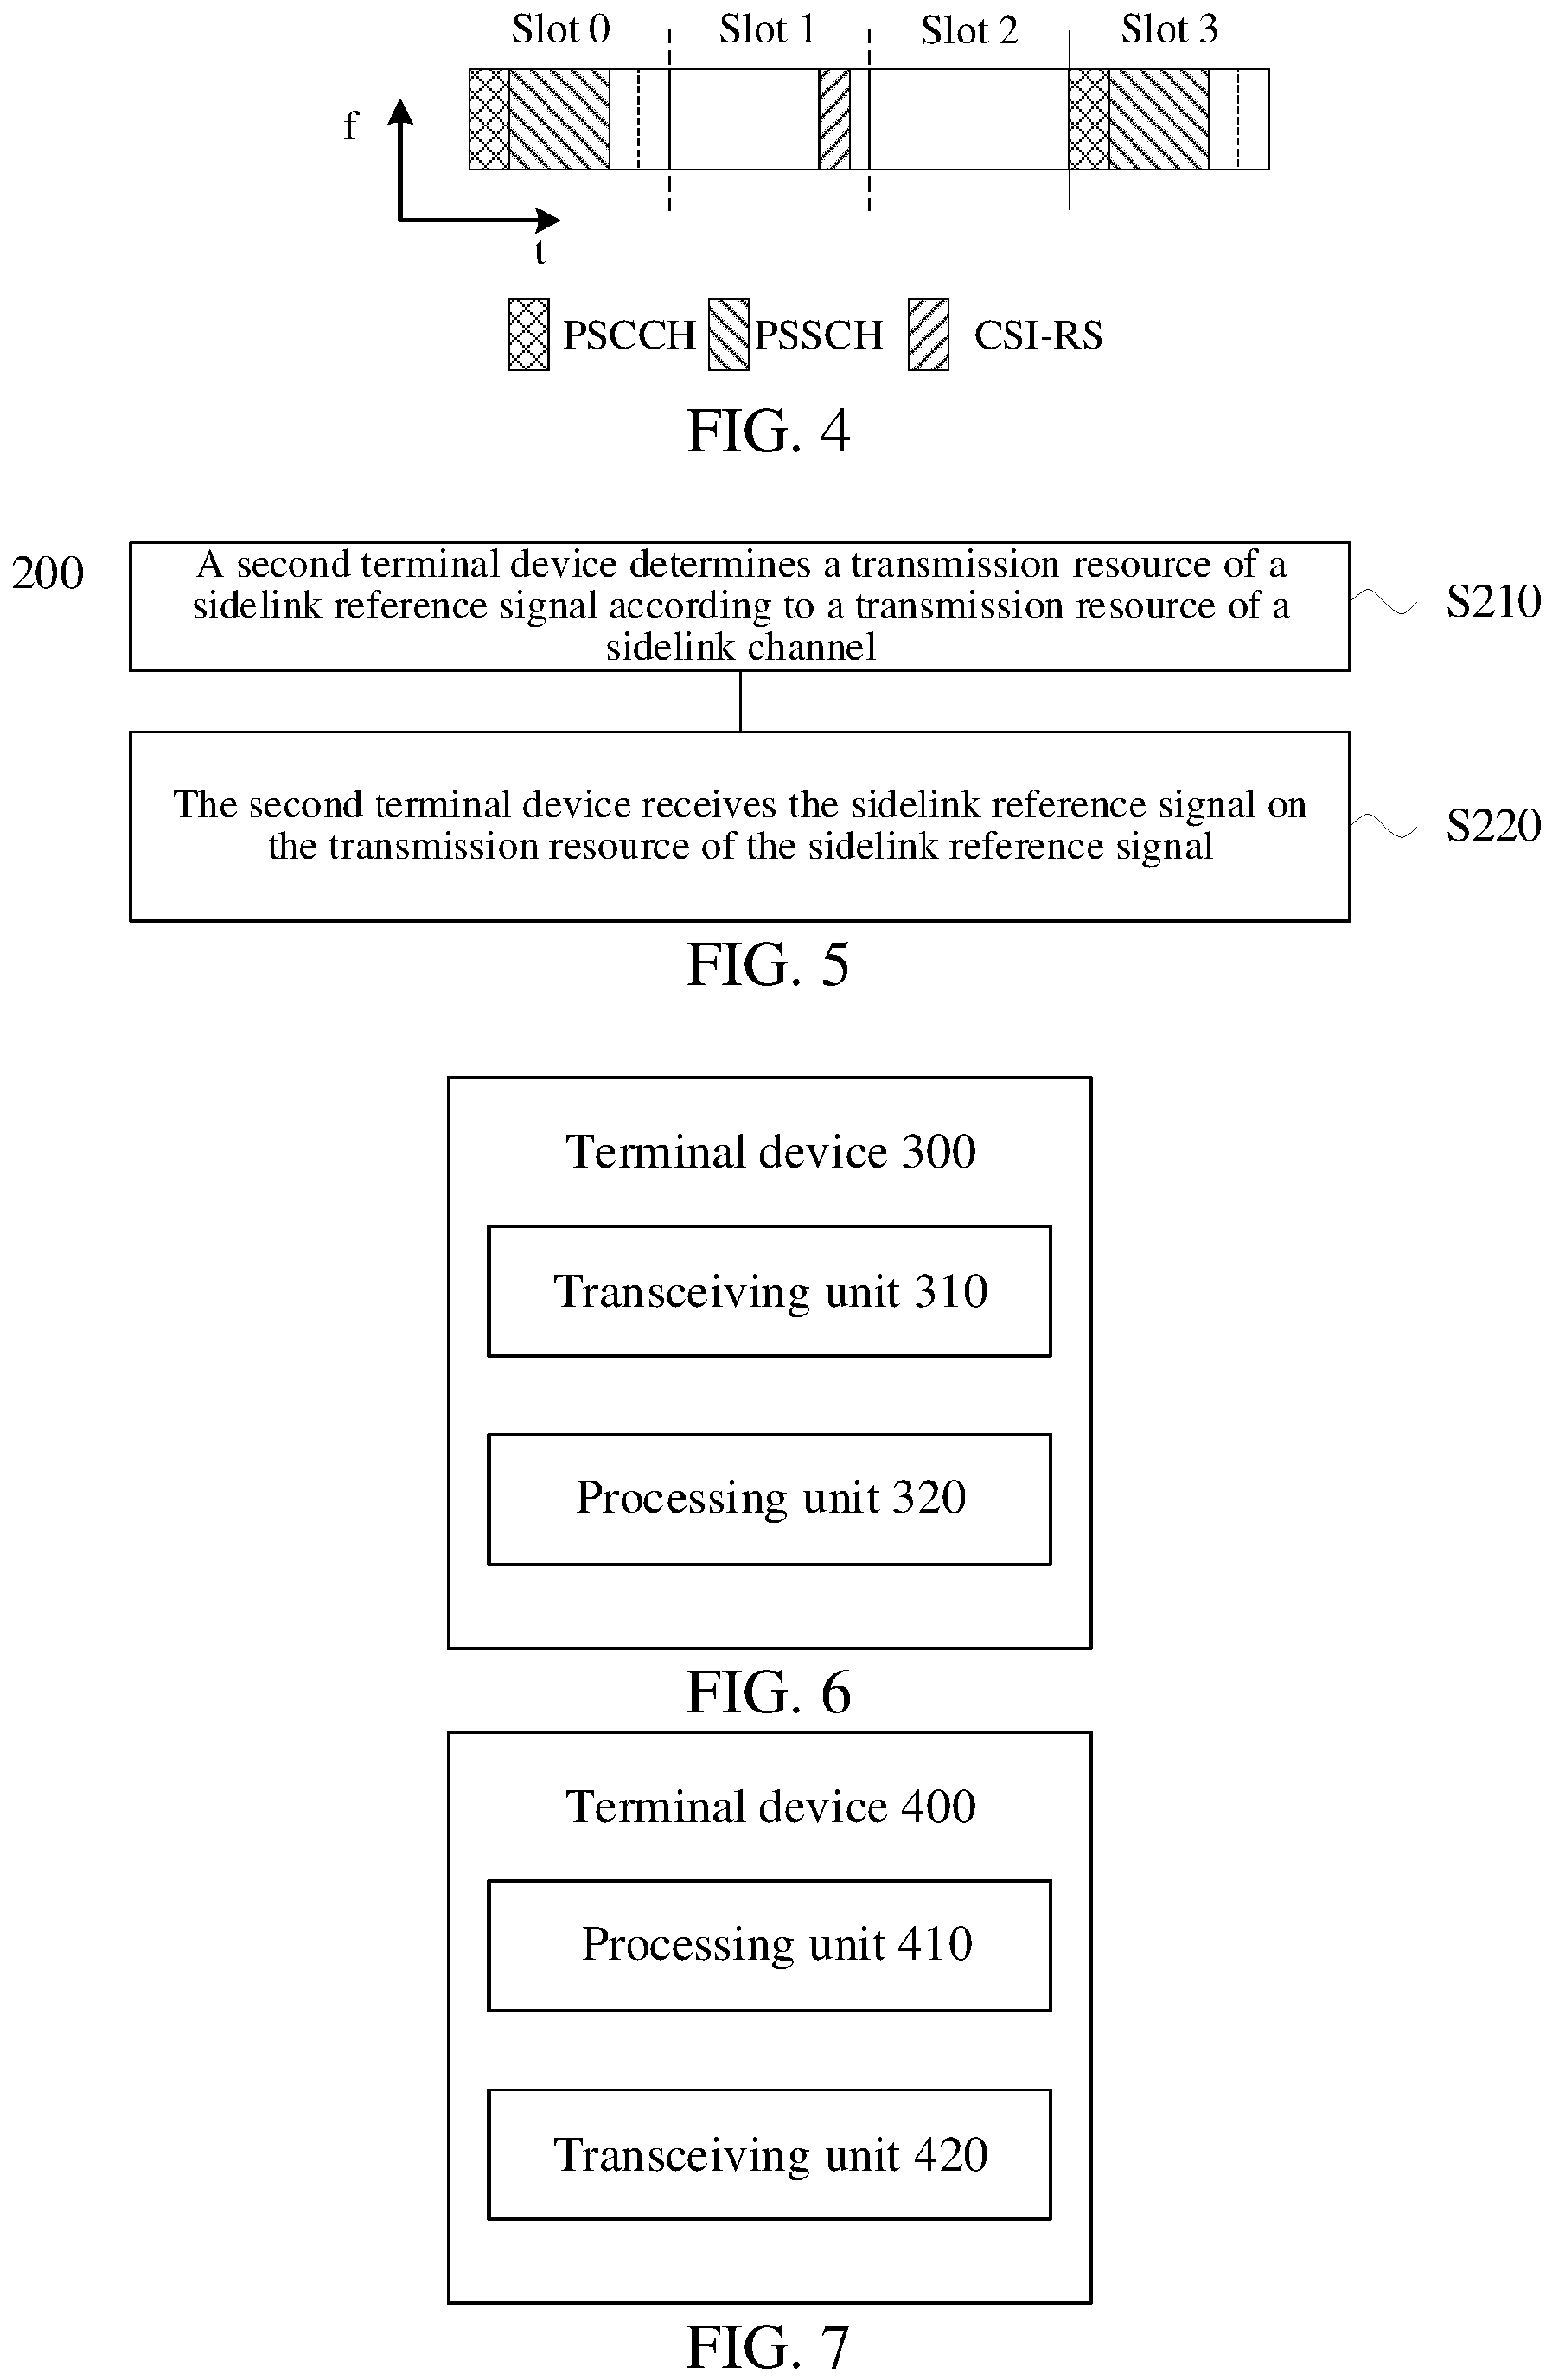 Slot 0 Slot 1 Slot 2 Slot 3
f
t
PSCCH PSSCH CSI-RS
FIG. 4
200
A second terminal device determines a transmission resource of a
sidelink reference signal according to a transmission resource of a
sidelink channel
S210
The second terminal device receives the sidelink reference signal on
the transmission resource of the sidelink reference signal
S220
FIG. 5
Terminal device 300
Transceiving unit 310
Processing unit 320
FIG. 6
Terminal device 400
Processing unit 410
Transceiving unit 420
FIG. 7